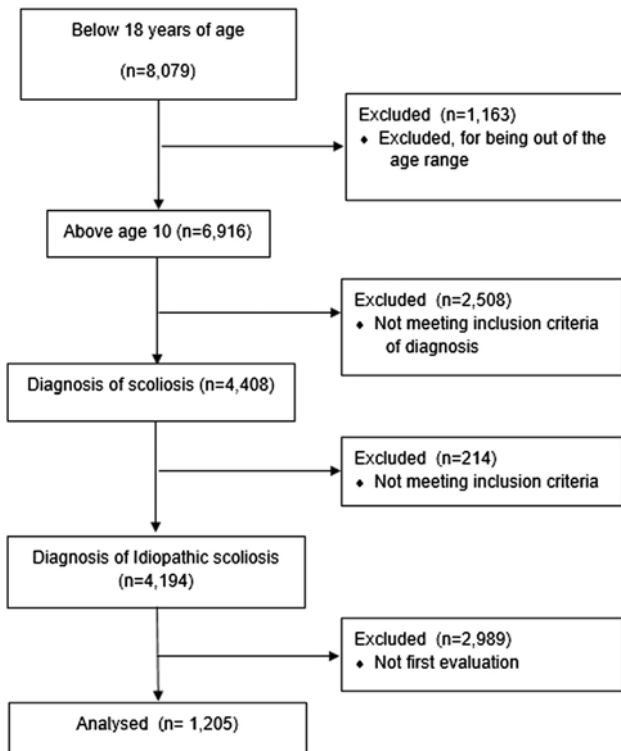 Below 18 years of age
(n=8,079)
Excluded (n=1,163)
♦ Excluded, for being out of the
age range
Above age 10 (n=6,916)
Excluded (n=2,508)
♦ Not meeting inclusion criteria
of diagnosis
Diagnosis of scoliosis (n=4,408)
Excluded (n=214)
♦ Not meeting inclusion criteria
Diagnosis of Idiopathic scoliosis
(n=4,194)
Excluded (n=2,989)
♦ Not first evaluation
Analysed (n= 1,205)